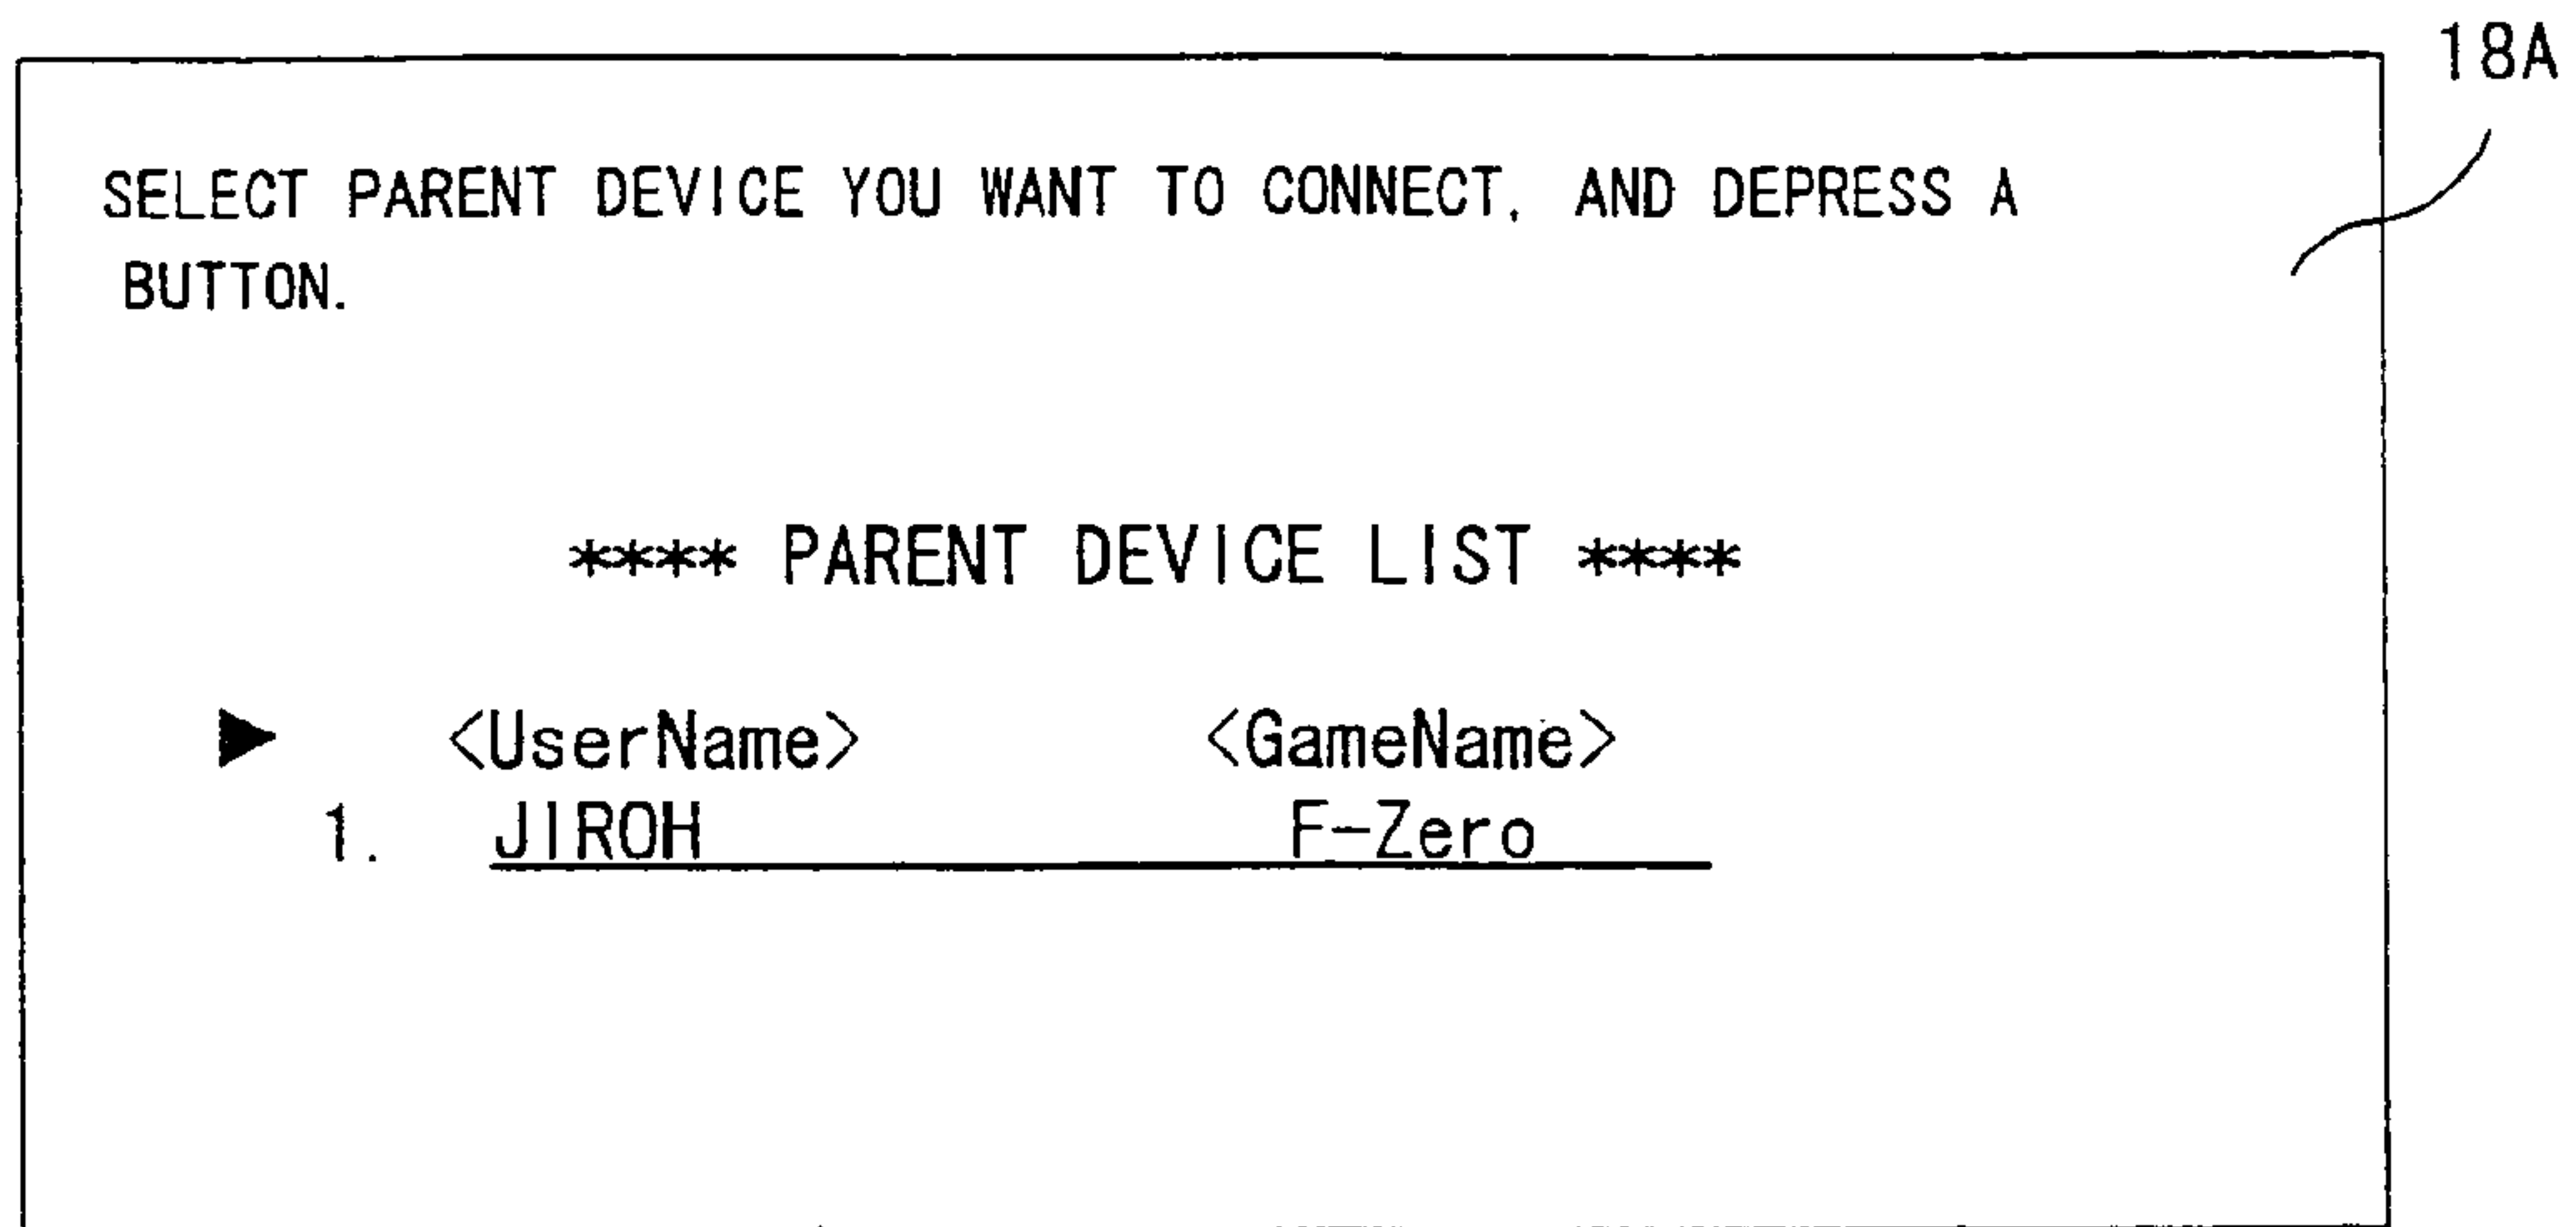 18A
SELECT PARENT DEVICE YOU WANT TO CONNECT, AND DEPRESS A
BUTTON.
**** PARENT DEVICE LIST ****
▶ <UserName> <GameName>
1. JIROH F-Zero